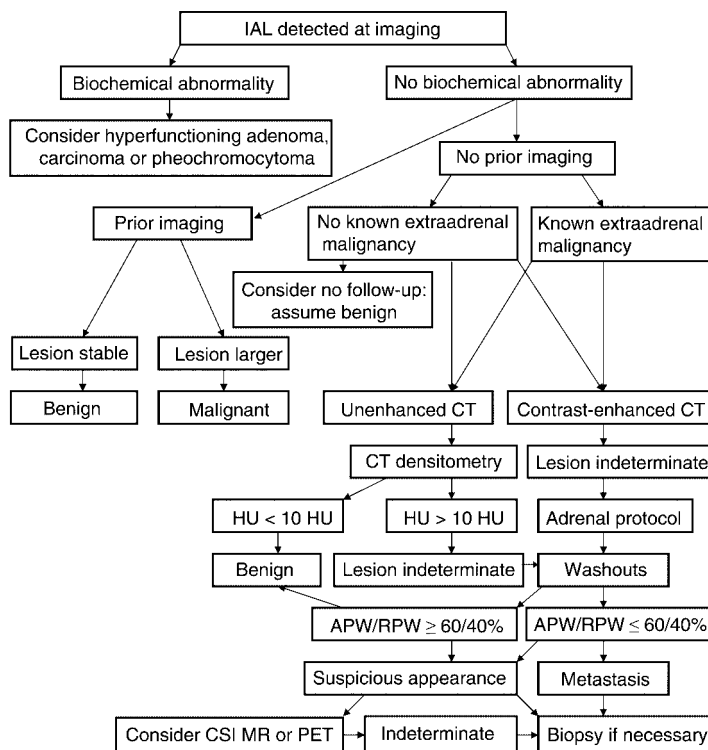 IAL detected at imaging
Biochemical abnormality
No biochemical abnormality
Consider hyperfunctioning adenoma,
carcinoma or pheochromocytoma
No prior imaging
Prior imaging
No known extraadrenal
malignancy
Known extraadrenal
malignancy
Consider no follow-up:
assume benign
Lesion stable
Lesion larger
Benign
Malignant
Unenhanced CT
Contrast-enhanced CT
CT densitometry
Lesion indeterminate
HU < 10 HU
HU > 10 HU
Adrenal protocol
Benign
Lesion indeterminate
Washouts
APW/RPW ≥ 60/40%
APW/RPW ≤ 60/40%
Suspicious appearance
Metastasis
Consider CSI MR or PET
Indeterminate
Biopsy if necessary